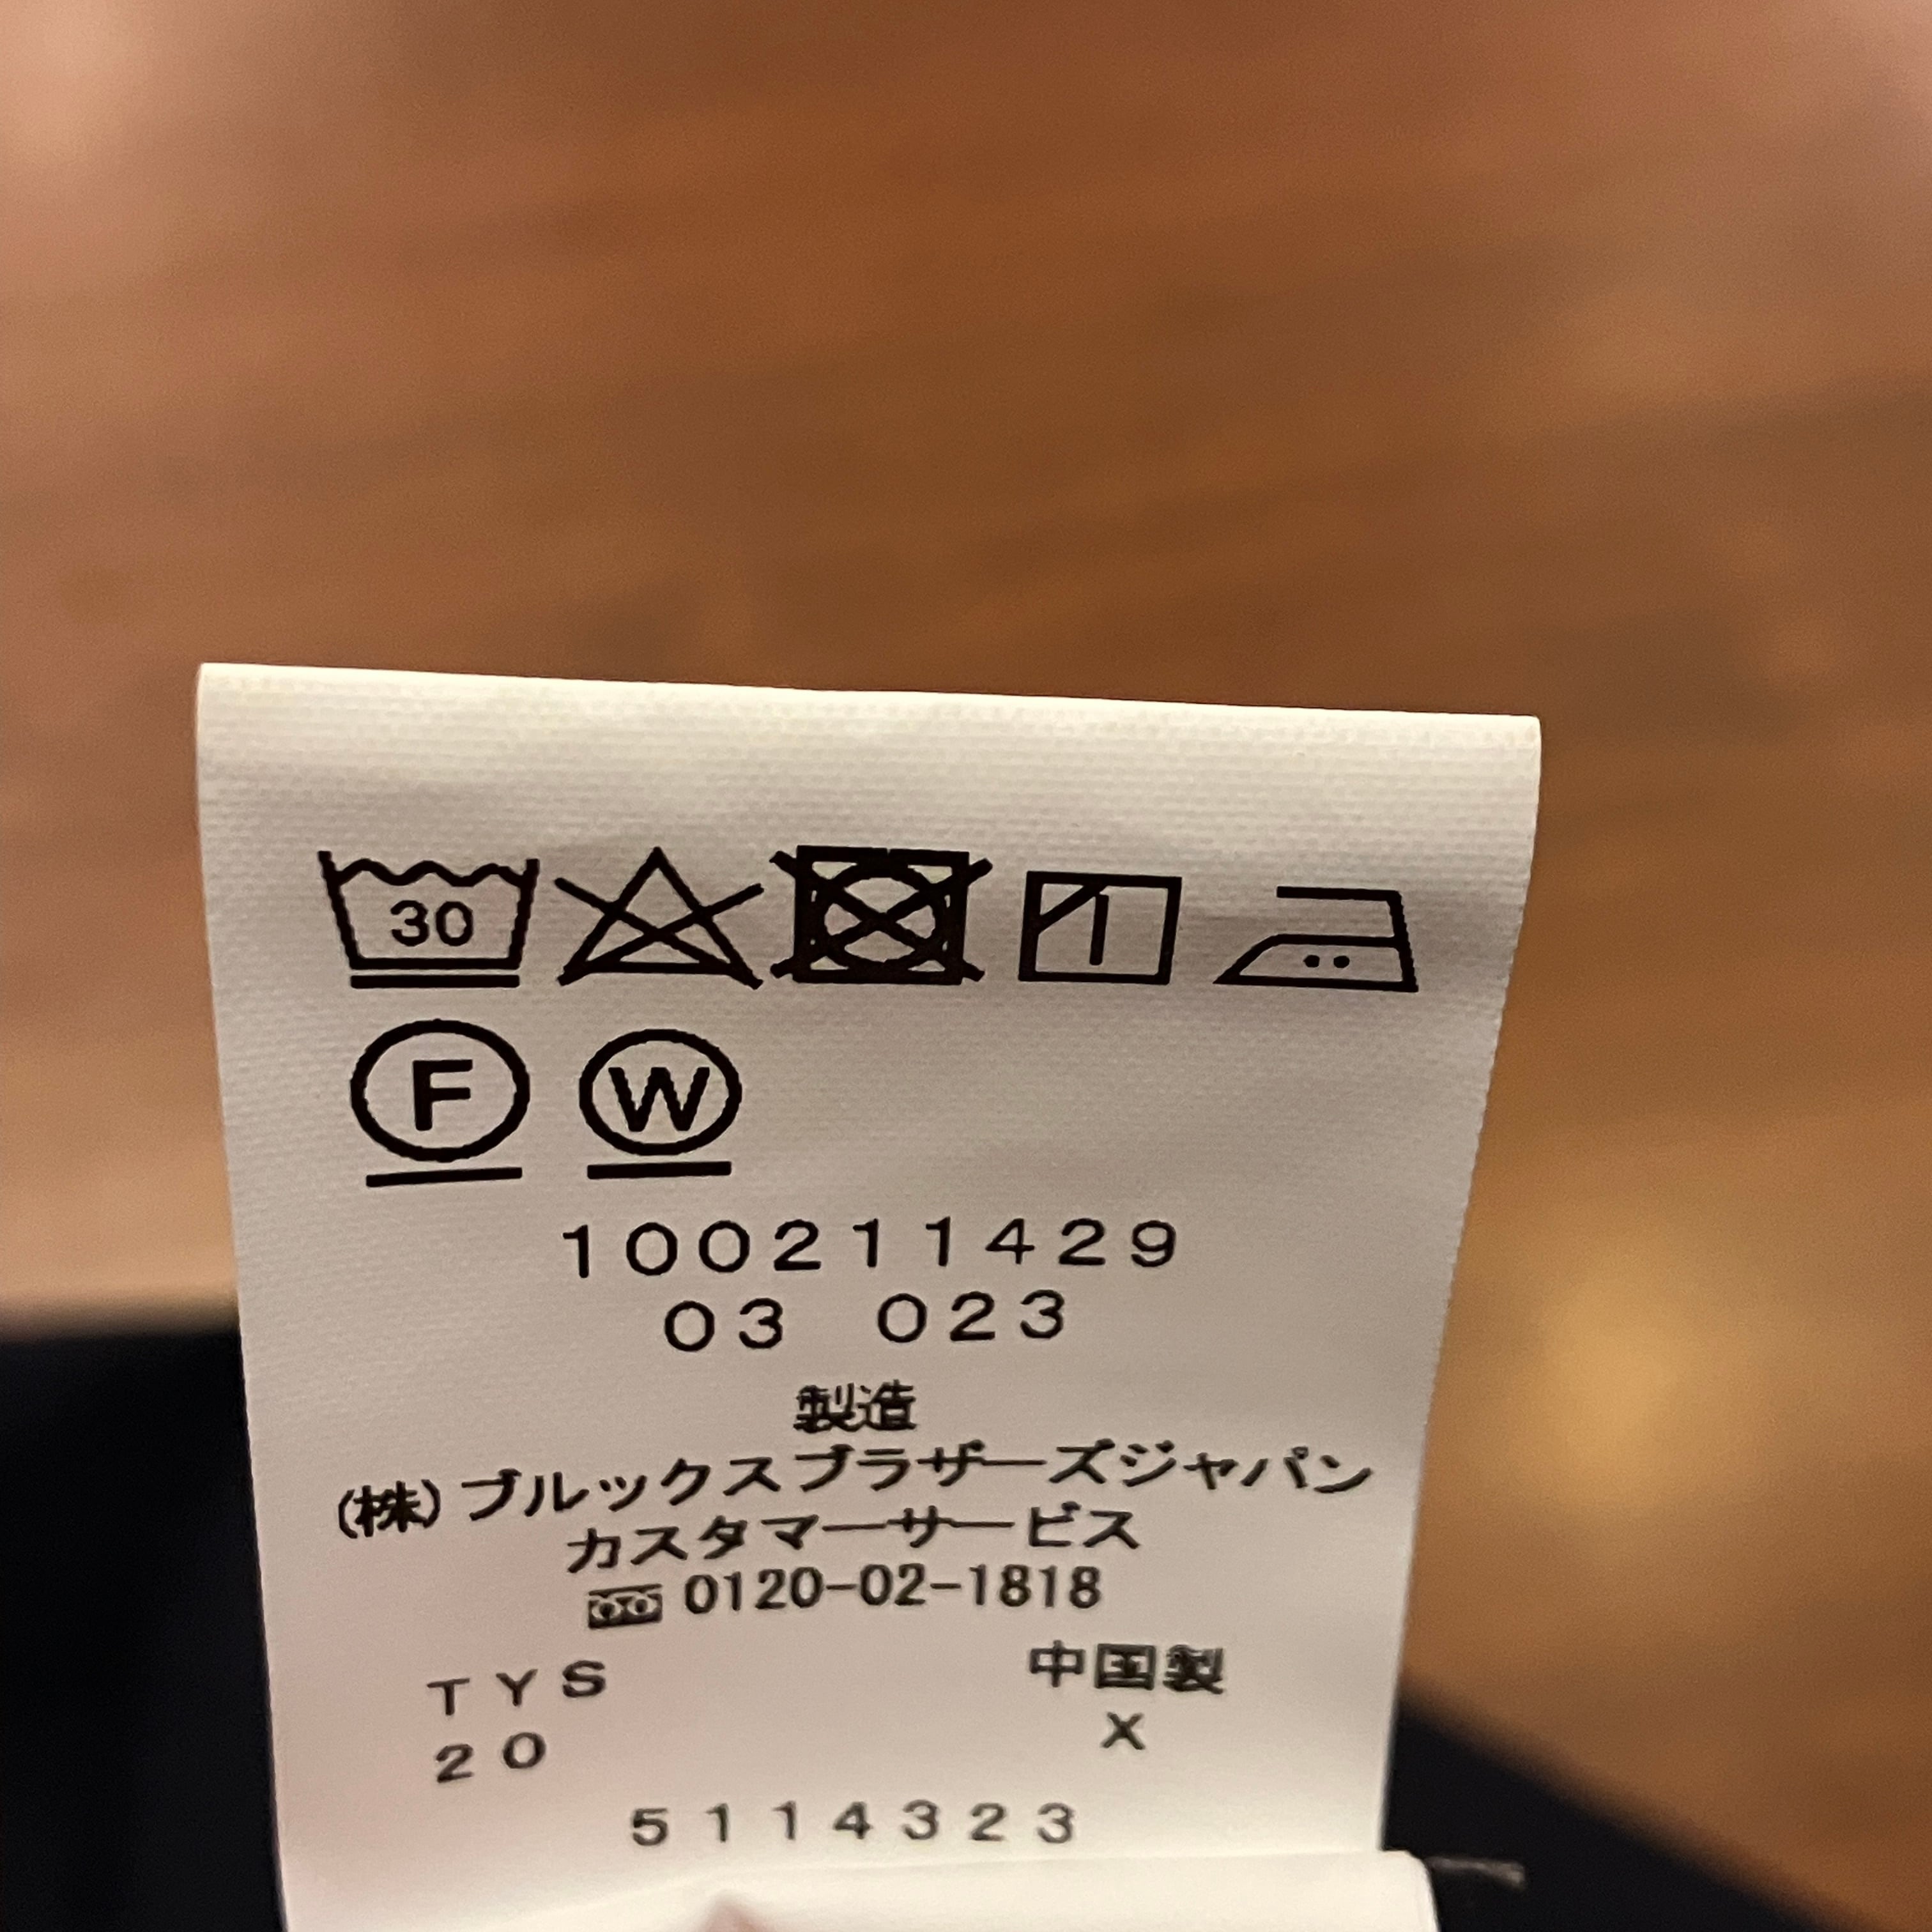 30
F W
100211429
03 023
製造
(株)ブルックスブラザーズジャパン
カスタマーサービス
0120-02-1818
TYS 中国製
20 X
5114323